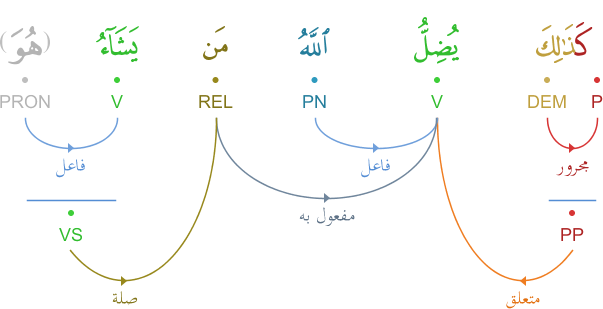 كَذَٰلِكَ يُضِلُّ ٱللَّهُ مَن يَشَآءُ (هُوَ)
P DEM V PN REL V PRON
مجرور فاعل فاعل
مفعول به
PP VS
متعلق صلة